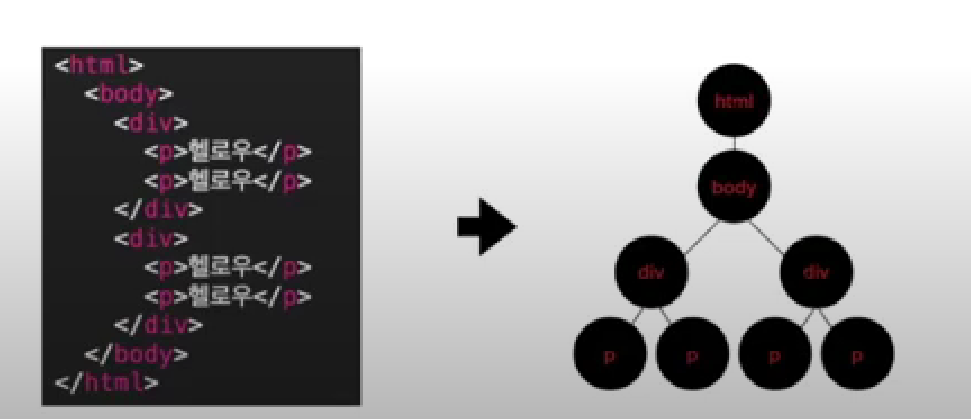 <html>
<body>
<div>
<p>헬로우</p>
<p>헬로우</p>
</div>
<div>
<p>헬로우</p>
<p>헬로우</p>
</div>
</body>
</html>
html
body
div div
p p p p